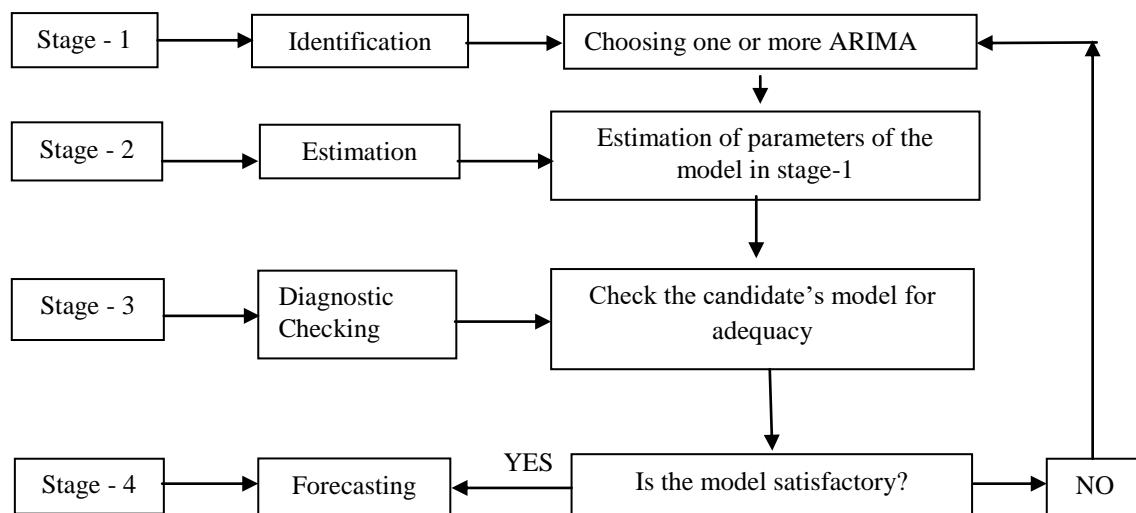 Stage - 1
Identification
Choosing one or more ARIMA
Stage - 2
Estimation
Estimation of parameters of the
model in stage-1
Stage - 3
Diagnostic
Checking
Check the candidate's model for
adequacy
Stage - 4
Forecasting
YES
Is the model satisfactory?
NO